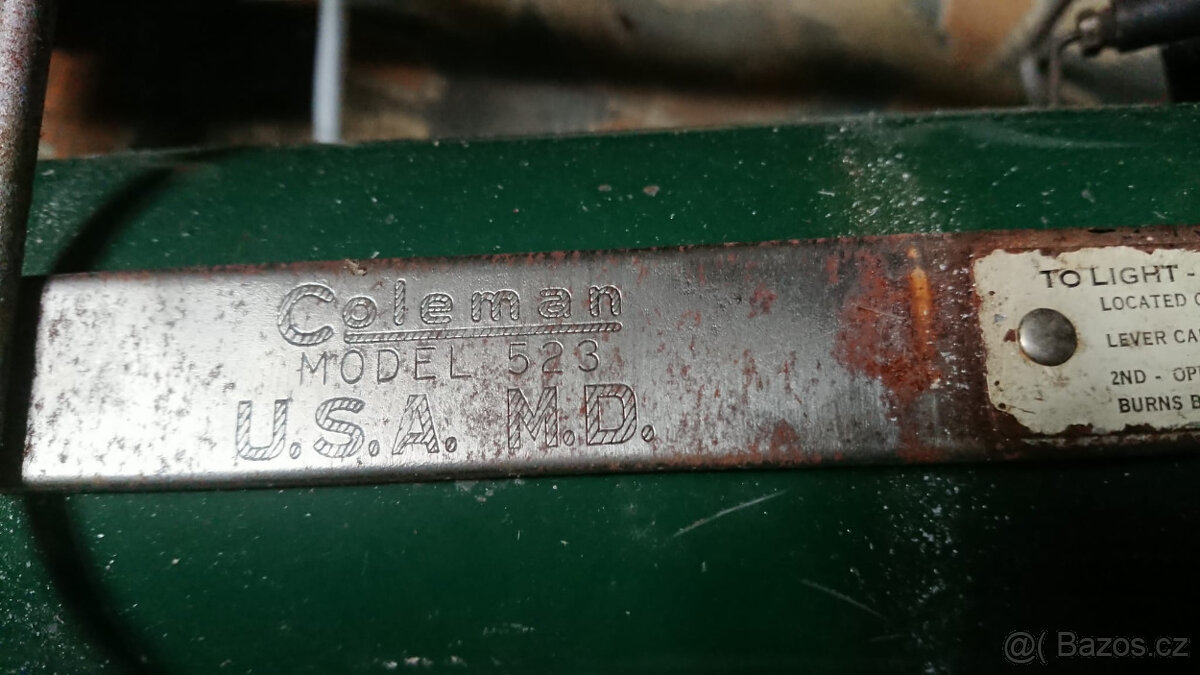 Coleman
MODEL 523
U.S.A. M.D.
TO LIGHT -
LOCATED
LEVER CA
2ND - OP
BURNS B
@( Bazos.cz